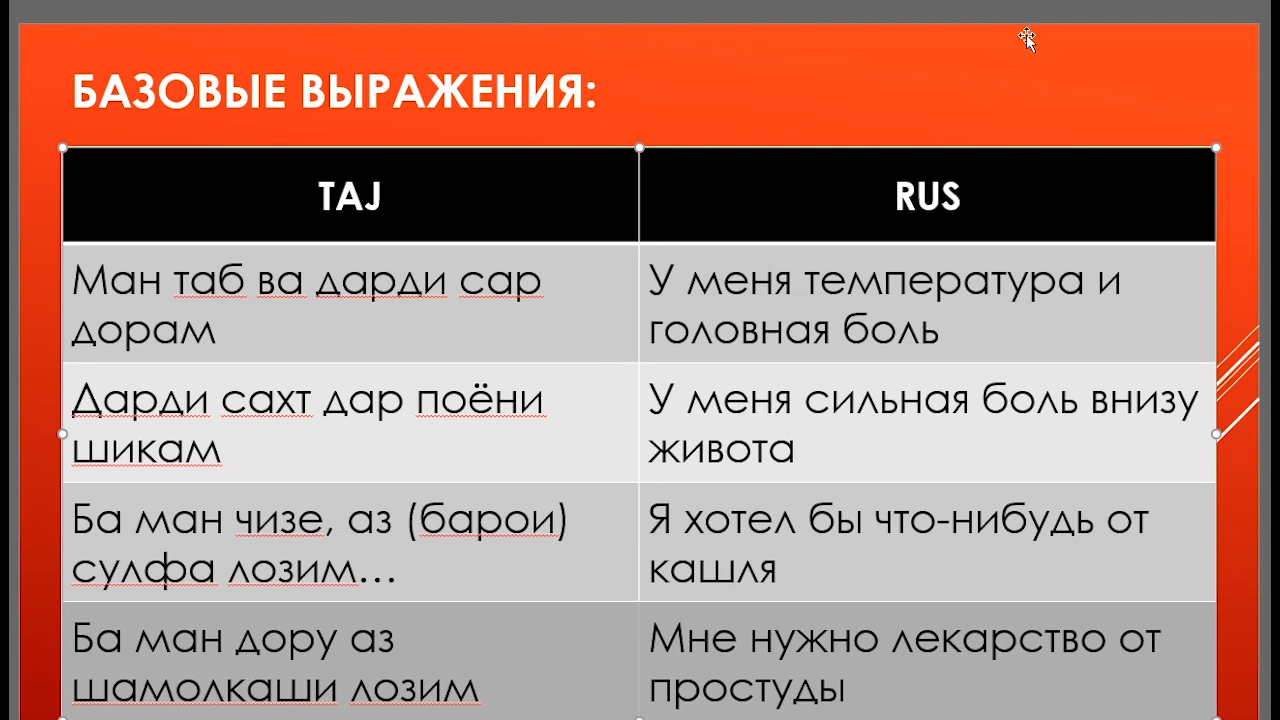 БАЗОВЫЕ ВЫРАЖЕНИЯ:
TAJ
RUS
Ман таб ва дарди сар
дорам
У меня температура и
головная боль
Дарди сахт дар поёни
шикам
У меня сильная боль внизу
живота
Ба ман чизе, аз (барои)
сулфа лозим...
Я хотел бы что-нибудь от
кашля
Ба ман дору аз
шамолкаши лозим
Мне нужно лекарство от
простуды